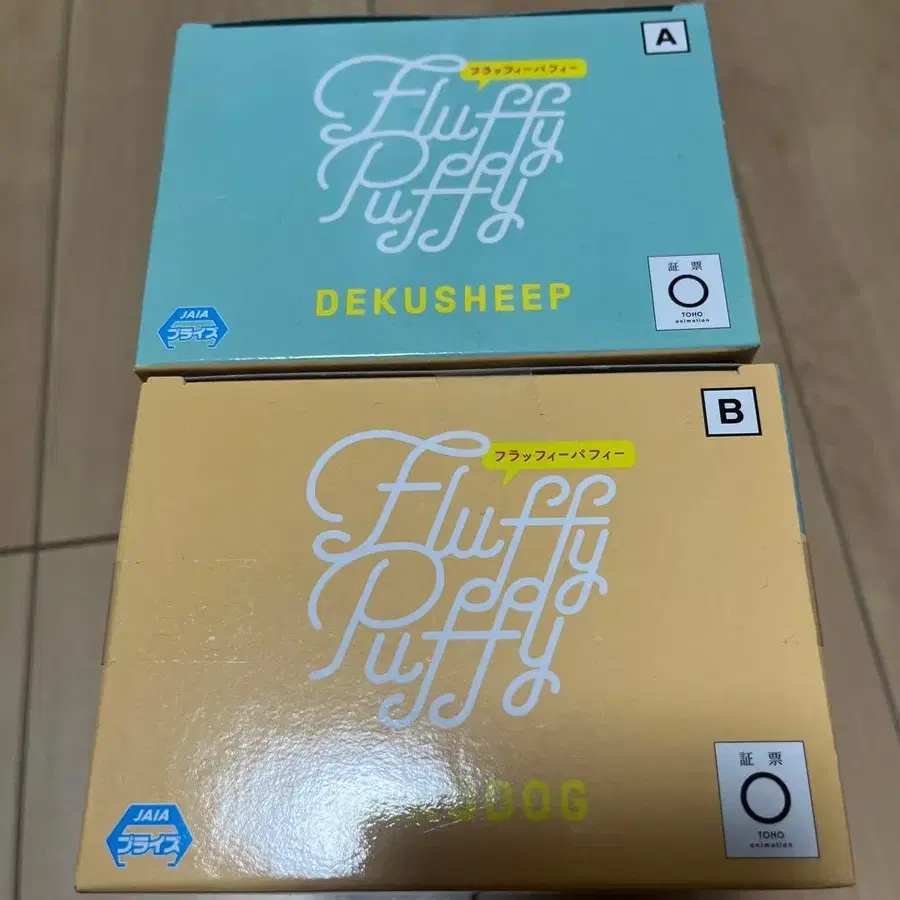 A
フラッフィーパフィー
Fluffy
Puffy
DEKUSHEEP
JAIA
プライズ
証票
TOHO
animation
B
フラッフィーパフィー
Fluffy
Puffy
JAIA
プライズ
証票
TOHO
animation